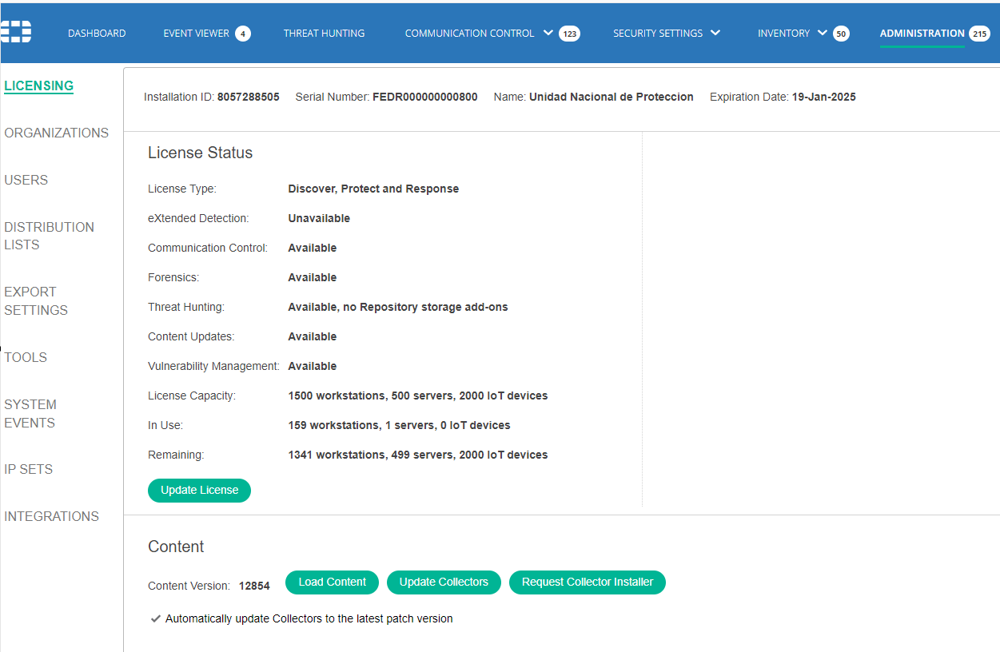 DASHBOARD EVENT VIEWER 4 THREAT HUNTING COMMUNICATION CONTROL 123 SECURITY SETTINGS INVENTORY 50 ADMINISTRATION 215
LICENSING
ORGANIZATIONS
USERS
DISTRIBUTION
LISTS
EXPORT
SETTINGS
TOOLS
SYSTEM
EVENTS
IP SETS
INTEGRATIONS
Installation ID: 8057288505 Serial Number: FEDR000000000800 Name: Unidad Nacional de Proteccion Expiration Date: 19-Jan-2025
License Status
License Type: Discover, Protect and Response
eXtended Detection: Unavailable
Communication Control: Available
Forensics: Available
Threat Hunting: Available, no Repository storage add-ons
Content Updates: Available
Vulnerability Management: Available
License Capacity: 1500 workstations, 500 servers, 2000 IoT devices
In Use: 159 workstations, 1 servers, 0 IoT devices
Remaining: 1341 workstations, 499 servers, 2000 IoT devices
Update License
Content
Content Version: 12854 Load Content Update Collectors Request Collector Installer
Automatically update Collectors to the latest patch version